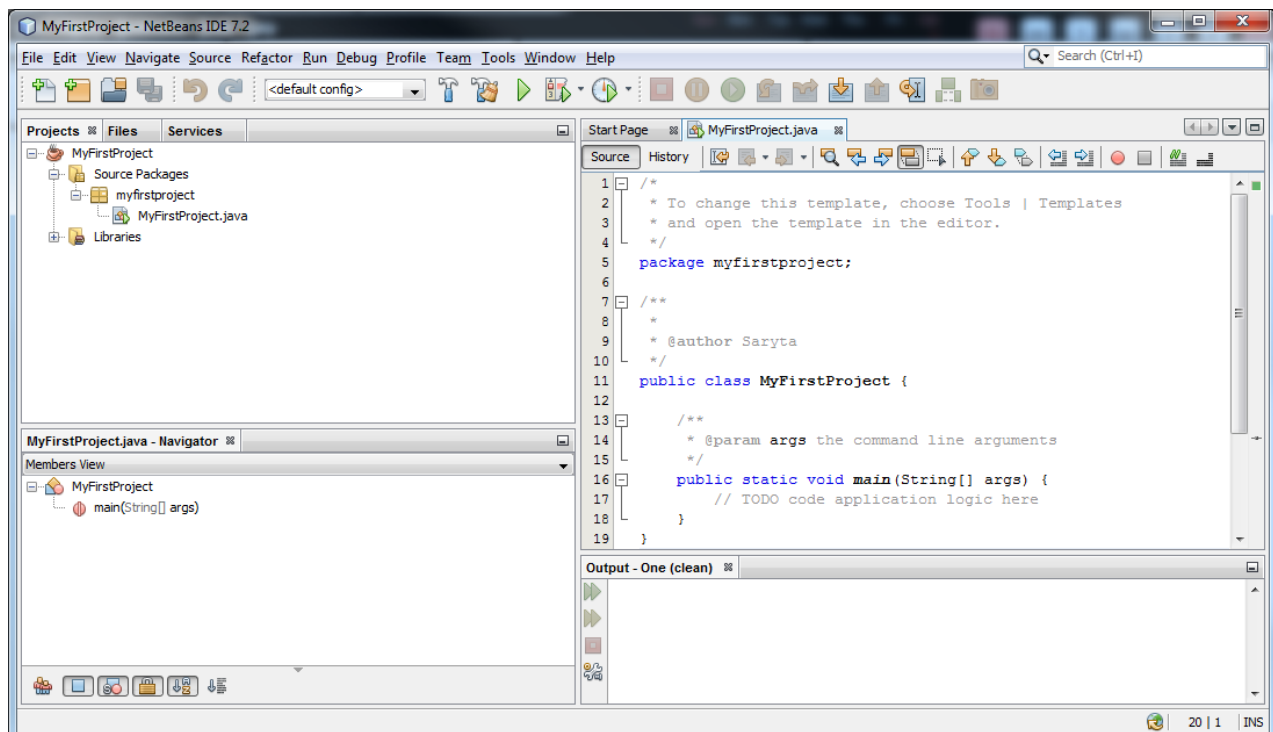 MyFirstProject - NetBeans IDE 7.2
File Edit View Navigate Source Refactor Run Debug Profile Team Tools Window Help
Search (Ctrl+I)
<default config>
Projects Files Services
MyFirstProject
Source Packages
myfirstproject
MyFirstProject.java
Libraries
MyFirstProject.java - Navigator
Members View
MyFirstProject
main(String[] args)
Start Page MyFirstProject.java
Source History
1 /*
2 * To change this template, choose Tools | Templates
3 * and open the template in the editor.
4 */
5 package myfirstproject;
6
7 /**
8 *
9 * @author Saryta
10 */
11 public class MyFirstProject {
12
13 /**
14 * @param args the command line arguments
15 */
16 public static void main(String[] args) {
17 // TODO code application logic here
18 }
19 }
Output - One (clean)
20 | 1 INS